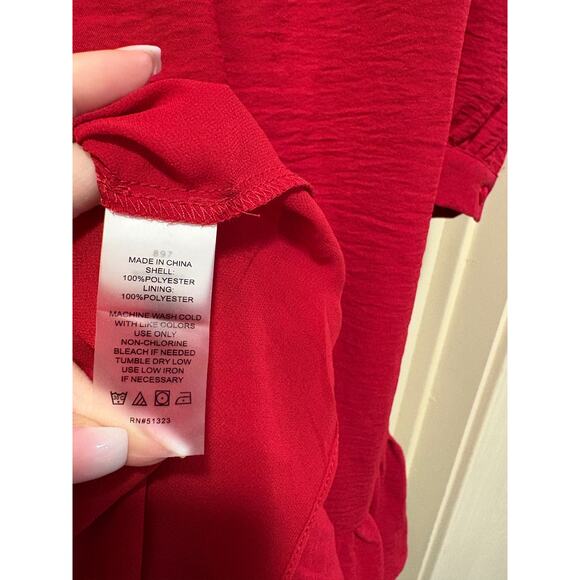 897
MADE IN CHINA
SHELL:
100%POLYESTER
LINING:
100%POLYESTER
MACHINE WASH COLD
WITH LIKE COLORS
USE ONLY
NON-CHLORINE
BLEACH IF NEEDED
TUMBLE DRY LOW
USE LOW IRON
IF NECESSARY
RN#51323